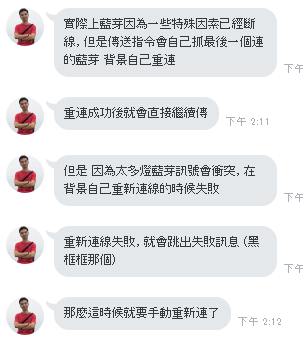 實際上藍芽因為一些特殊因素已經斷
線, 但是傳送指令會自己抓最後一個連
的藍芽 背景自己重連
下午
重連成功後就會直接繼續傳
下午 2:11
但是 因為太多燈藍芽訊號會衝突, 在
背景自己重新連線的時候失敗
下午
重新連線失敗, 就會跳出失敗訊息 (黑
框框那個)
下午
那麼這時候就要手動重新連了
下午 2:12